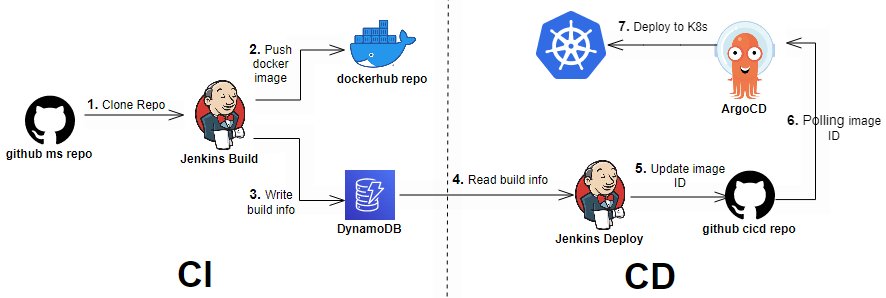 1. Clone Repo
github ms repo
Jenkins Build
2. Push
docker
image
dockerhub repo
3. Write
build info
DynamoDB
CI
4. Read build info
Jenkins Deploy
5. Update image
ID
github cicd repo
6. Polling image
ID
ArgoCD
7. Deploy to K8s
CD